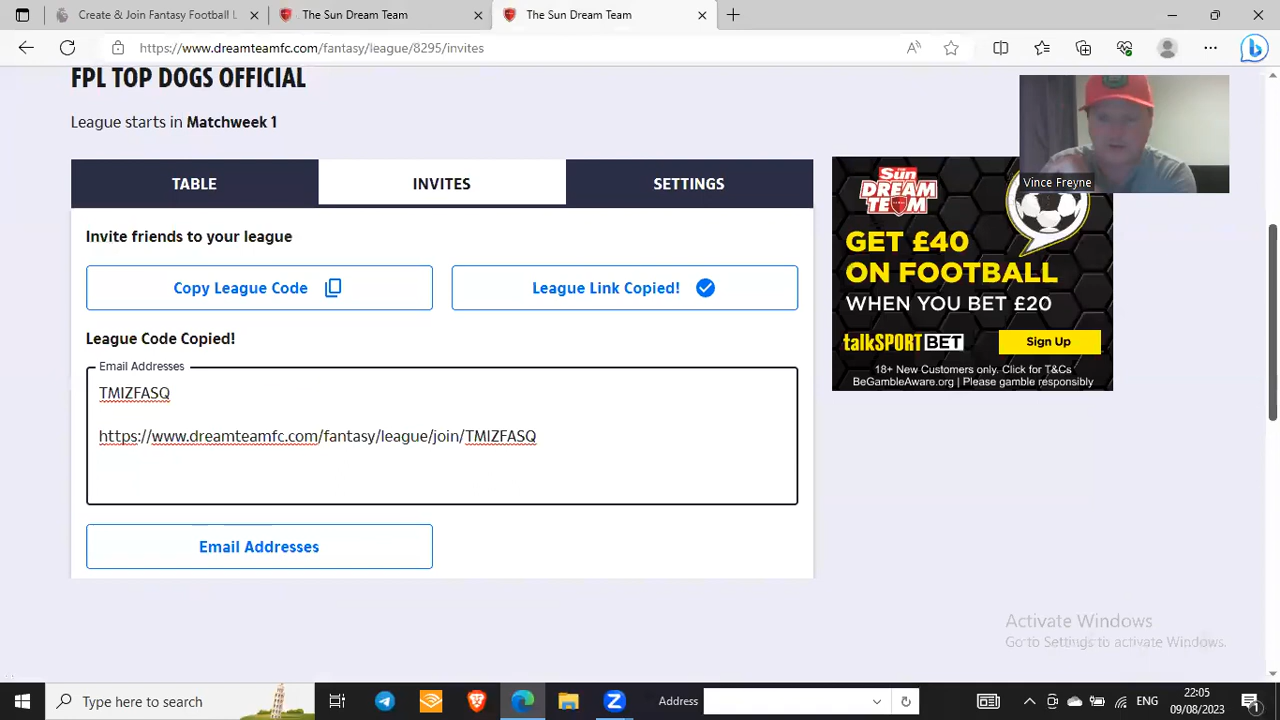 Create & Join Fantasy Football L
The Sun Dream Team
The Sun Dream Team
https://www.dreamteamfc.com/fantasy/league/8295/invites
FPL TOP DOGS OFFICIAL
League starts in Matchweek 1
Vince Freyne
TABLE
INVITES
SETTINGS
Invite friends to your league
Copy League Code
League Link Copied!
League Code Copied!
Email Addresses
TMIZFASQ
https://www.dreamteamfc.com/fantasy/league/join/TMIZFASQ
Email Addresses
The Sun
DREAM
TEAM
GET £40
ON FOOTBALL
WHEN YOU BET £20
talkSPORT BET
Sign Up
18+ New Customers only. Click for T&Cs
BeGambleAware.org | Please gamble responsibly
Activate Windows
Go to Settings to activate Windows.
Type here to search
Address
ENG
22:05
09/08/2023
1